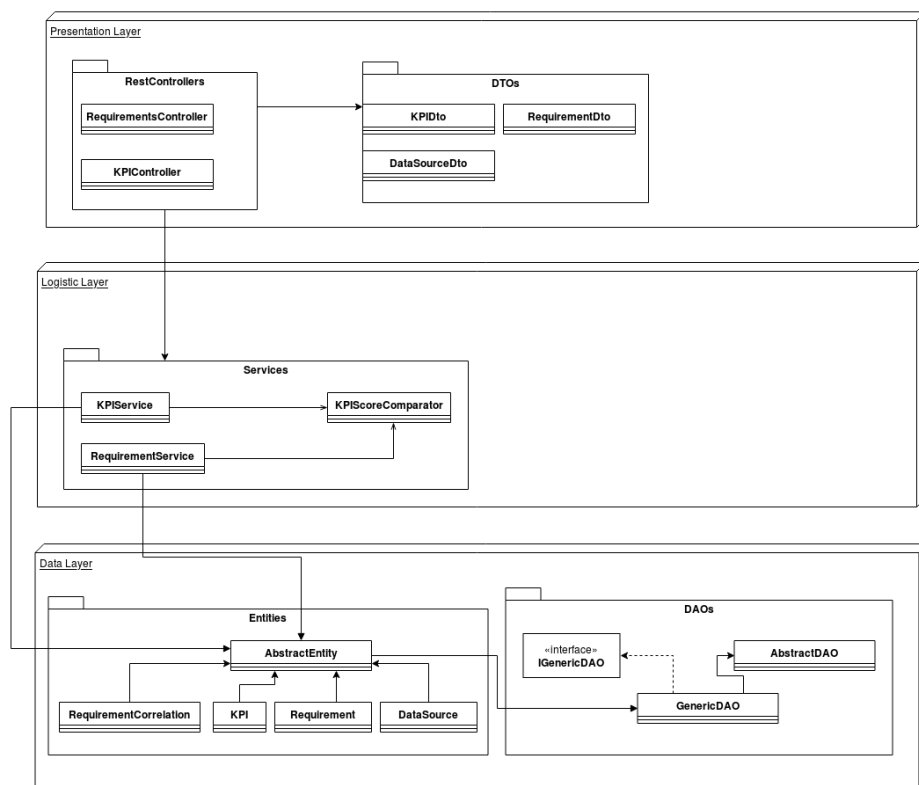 Presentation Layer
RestControllers
RequirementsController
KPIController
DTOs
KPIDto
RequirementDto
DataSourceDto
Logistic Layer
Services
KPIService
KPIScoreComparator
RequirementService
Data Layer
Entities
AbstractEntity
RequirementCorrelation
KPI
Requirement
DataSource
DAOs
«interface»
IGenericDAO
AbstractDAO
GenericDAO